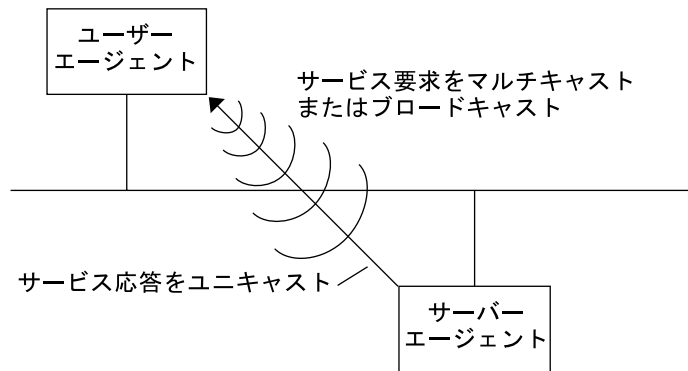 ユーザー
エージェント
サービス要求をマルチキャスト
またはブロードキャスト
サービス応答をユニキャスト
サーバー
エージェント